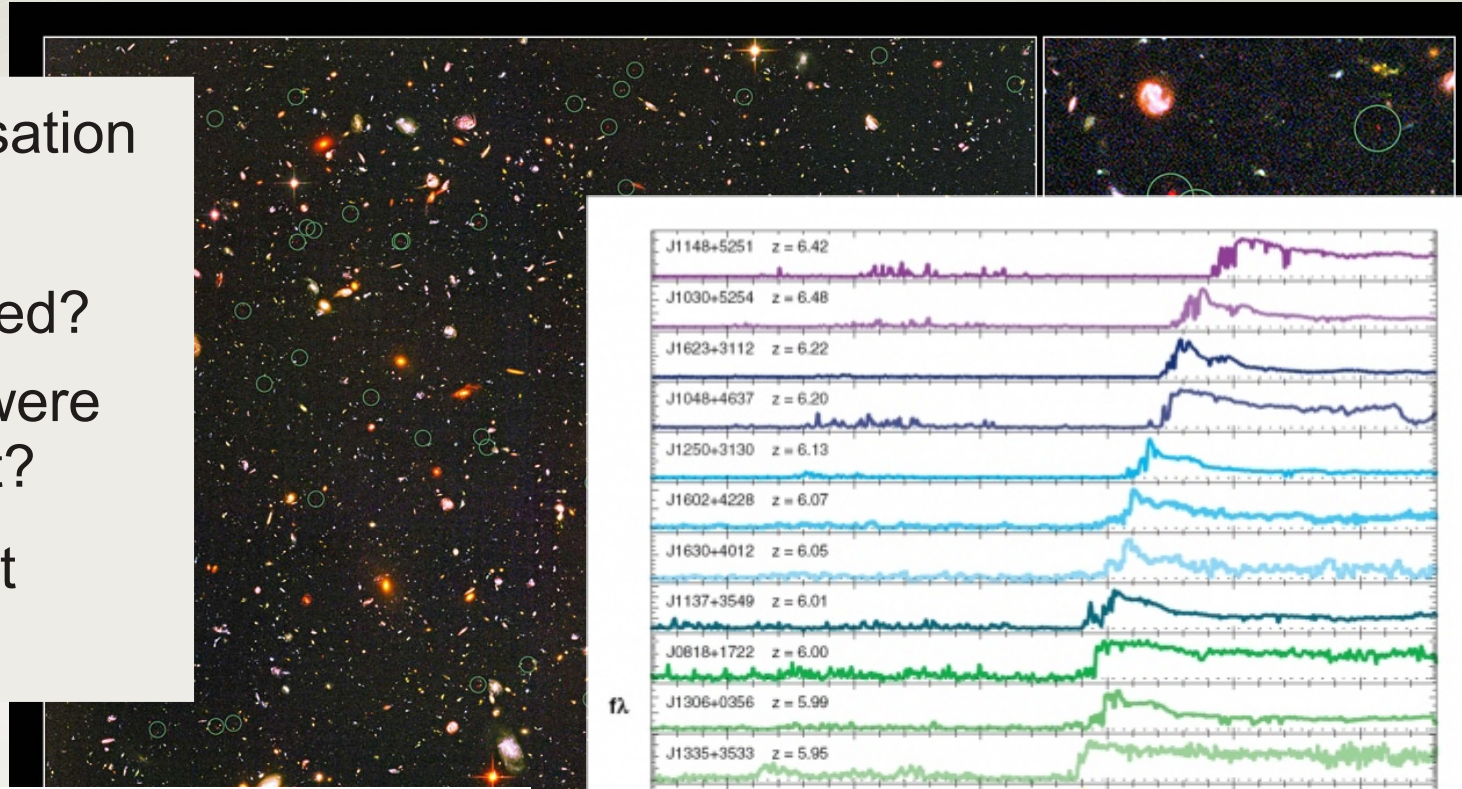 sation
ed?
were
t?
t
J1148+5251 z = 6.42
J1030+5254 z = 6.48
J1623+3112 z = 6.22
J1048+4637 z = 6.20
J1250+3130 z = 6.13
J1602+4228 z = 6.07
J1630+4012 z = 6.05
J1137+3549 z = 6.01
J0818+1722 z = 6.00
fλ
J1306+0356 z = 5.99
J1335+3533 z = 5.95